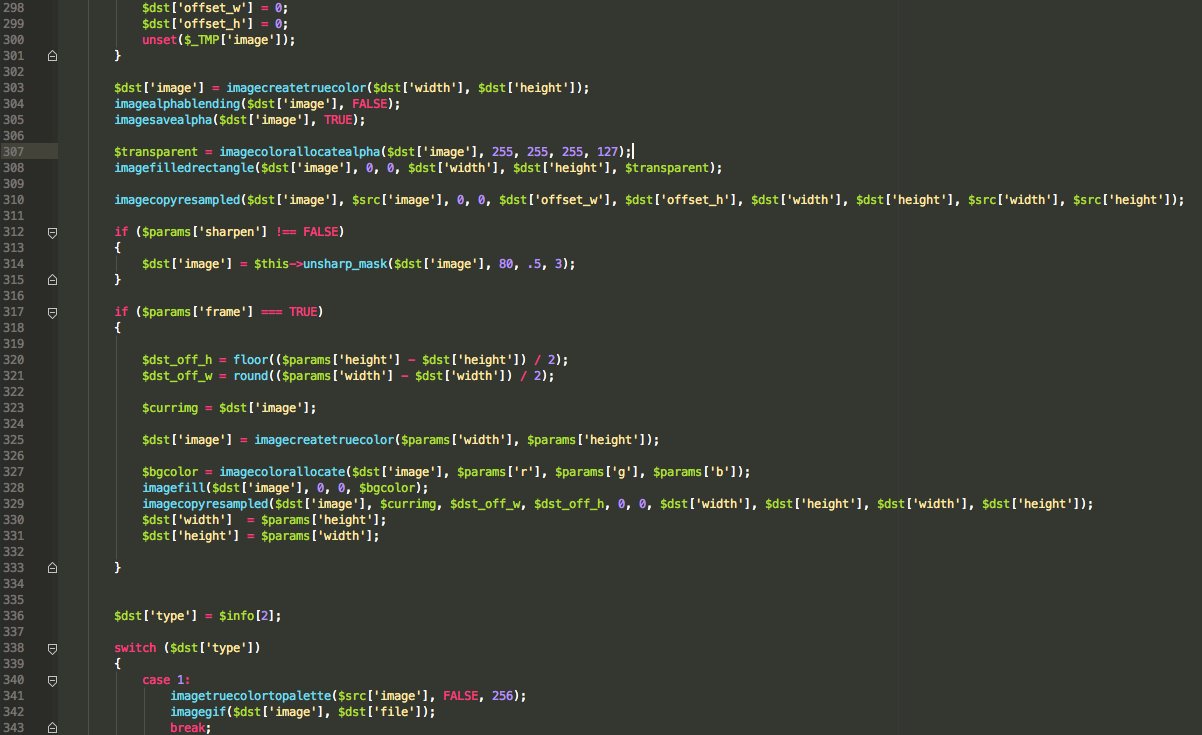 298 $dst['offset_w'] = 0;
299 $dst['offset_h'] = 0;
300 unset($_TMP['image']);
301 }
302
303 $dst['image'] = imagecreatetruecolor($dst['width'], $dst['height']);
304 imagealphablending($dst['image'], FALSE);
305 imagesavealpha($dst['image'], TRUE);
306
307 $transparent = imagecolorallocatealpha($dst['image'], 255, 255, 255, 127);
308 imagefilledrectangle($dst['image'], 0, 0, $dst['width'], $dst['height'], $transparent);
309
310 imagecopyresampled($dst['image'], $src['image'], 0, 0, $dst['offset_w'], $dst['offset_h'], $dst['width'], $dst['height'], $src['width'], $src['height']);
311
312 if ($params['sharpen'] !== FALSE)
313 {
314 $dst['image'] = $this->unsharp_mask($dst['image'], 80, .5, 3);
315 }
316
317 if ($params['frame'] === TRUE)
318 {
319
320 $dst_off_h = floor(($params['height'] - $dst['height']) / 2);
321 $dst_off_w = round(($params['width'] - $dst['width']) / 2);
322
323 $currimg = $dst['image'];
324
325 $dst['image'] = imagecreatetruecolor($params['width'], $params['height']);
326
327 $bgcolor = imagecolorallocate($dst['image'], $params['r'], $params['g'], $params['b']);
328 imagefill($dst['image'], 0, 0, $bgcolor);
329 imagecopyresampled($dst['image'], $currimg, $dst_off_w, $dst_off_h, 0, 0, $dst['width'], $dst['height'], $dst['width'], $dst['height']);
330 $dst['width']  = $params['height'];
331 $dst['height'] = $params['width'];
332
333 }
334
335
336 $dst['type'] = $info[2];
337
338 switch ($dst['type'])
339 {
340 case 1:
341 imagetruecolortopalette($src['image'], FALSE, 256);
342 imagegif($dst['image'], $dst['file']);
343 break;